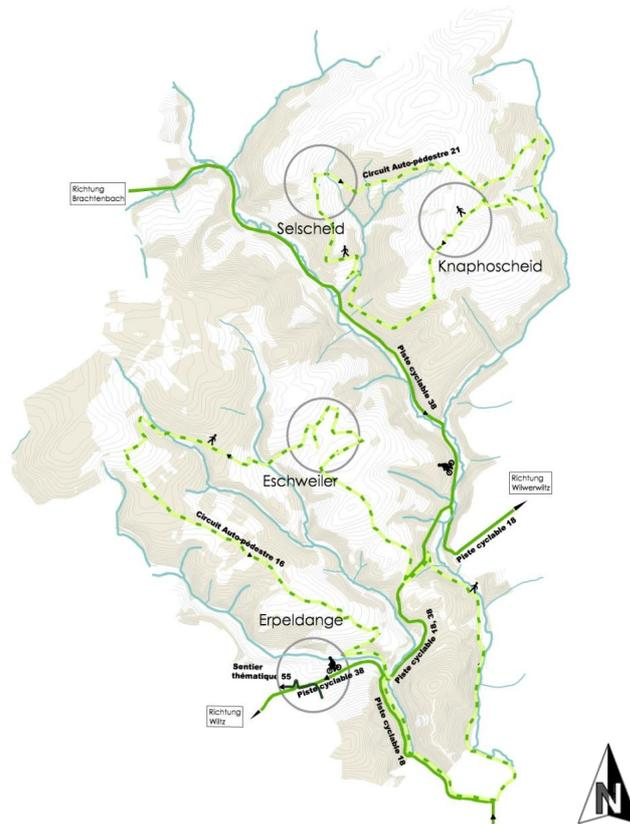 Circuit Auto-pédestre 21
Richtung
Brachtenbach
Selscheid
Knaphoscheid
Piste cyclable 38
Eschweiler
Richtung
Wilwerwiltz
Piste cyclable 18
Circuit Auto-pédestre 16
Erpeldange
Piste cyclable 18, 38
Sentier
thématique 55
Piste cyclable 38
Richtung
Wiltz
Piste cyclable 18
N